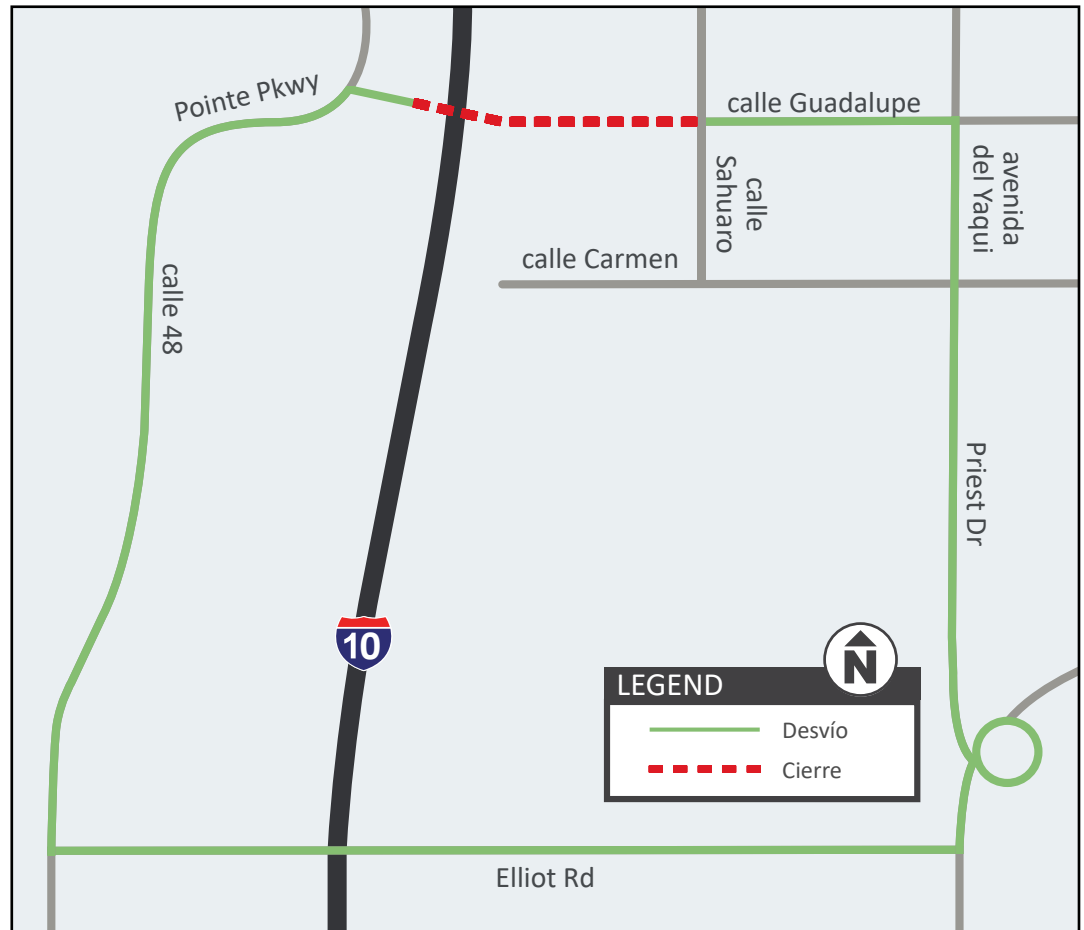 Pointe Pkwy
calle Guadalupe
calle
Sahuaro
avenida
del Yaqui
calle Carmen
calle 48
Priest Dr
10
N
LEGEND
Desvío
Cierre
Elliot Rd